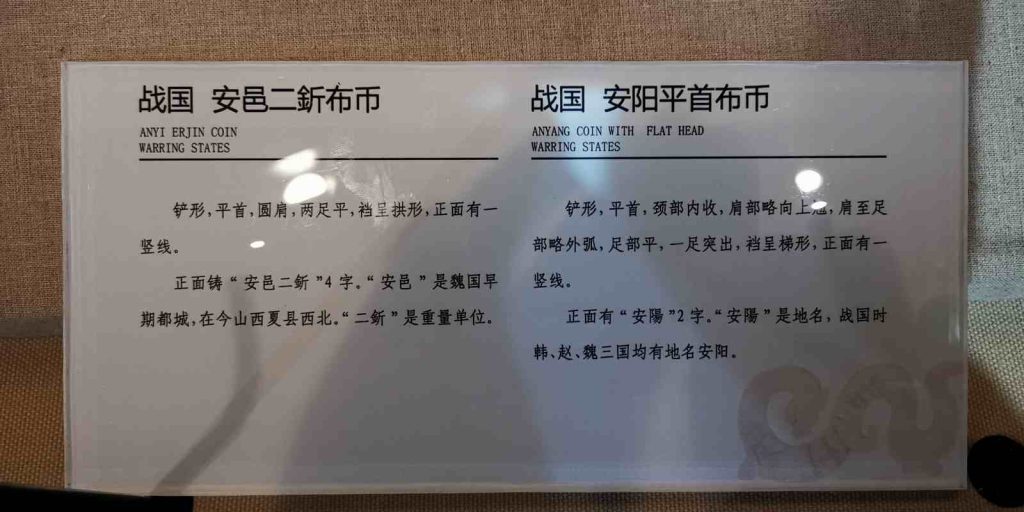 战国 安邑二釿布币
ANYI ERJIN COIN
WARRING STATES
铲形，平首，圆肩，两足平，裆呈拱形，正面有一
竖线。
正面铸“安邑二釿”4字。“安邑”是魏国早
期都城，在今山西夏县西北。“二釿”是重量单位。
战国 安阳平首布币
ANYANG COIN WITH FLAT HEAD
WARRING STATES
铲形，平首，颈部内收，肩部略向上翘，肩至足
部略外弧，足部平，一足突出，裆呈梯形，正面有一
竖线。
正面有“安陽”2字。“安陽”是地名，战国时
韩、赵、魏三国均有地名安阳。